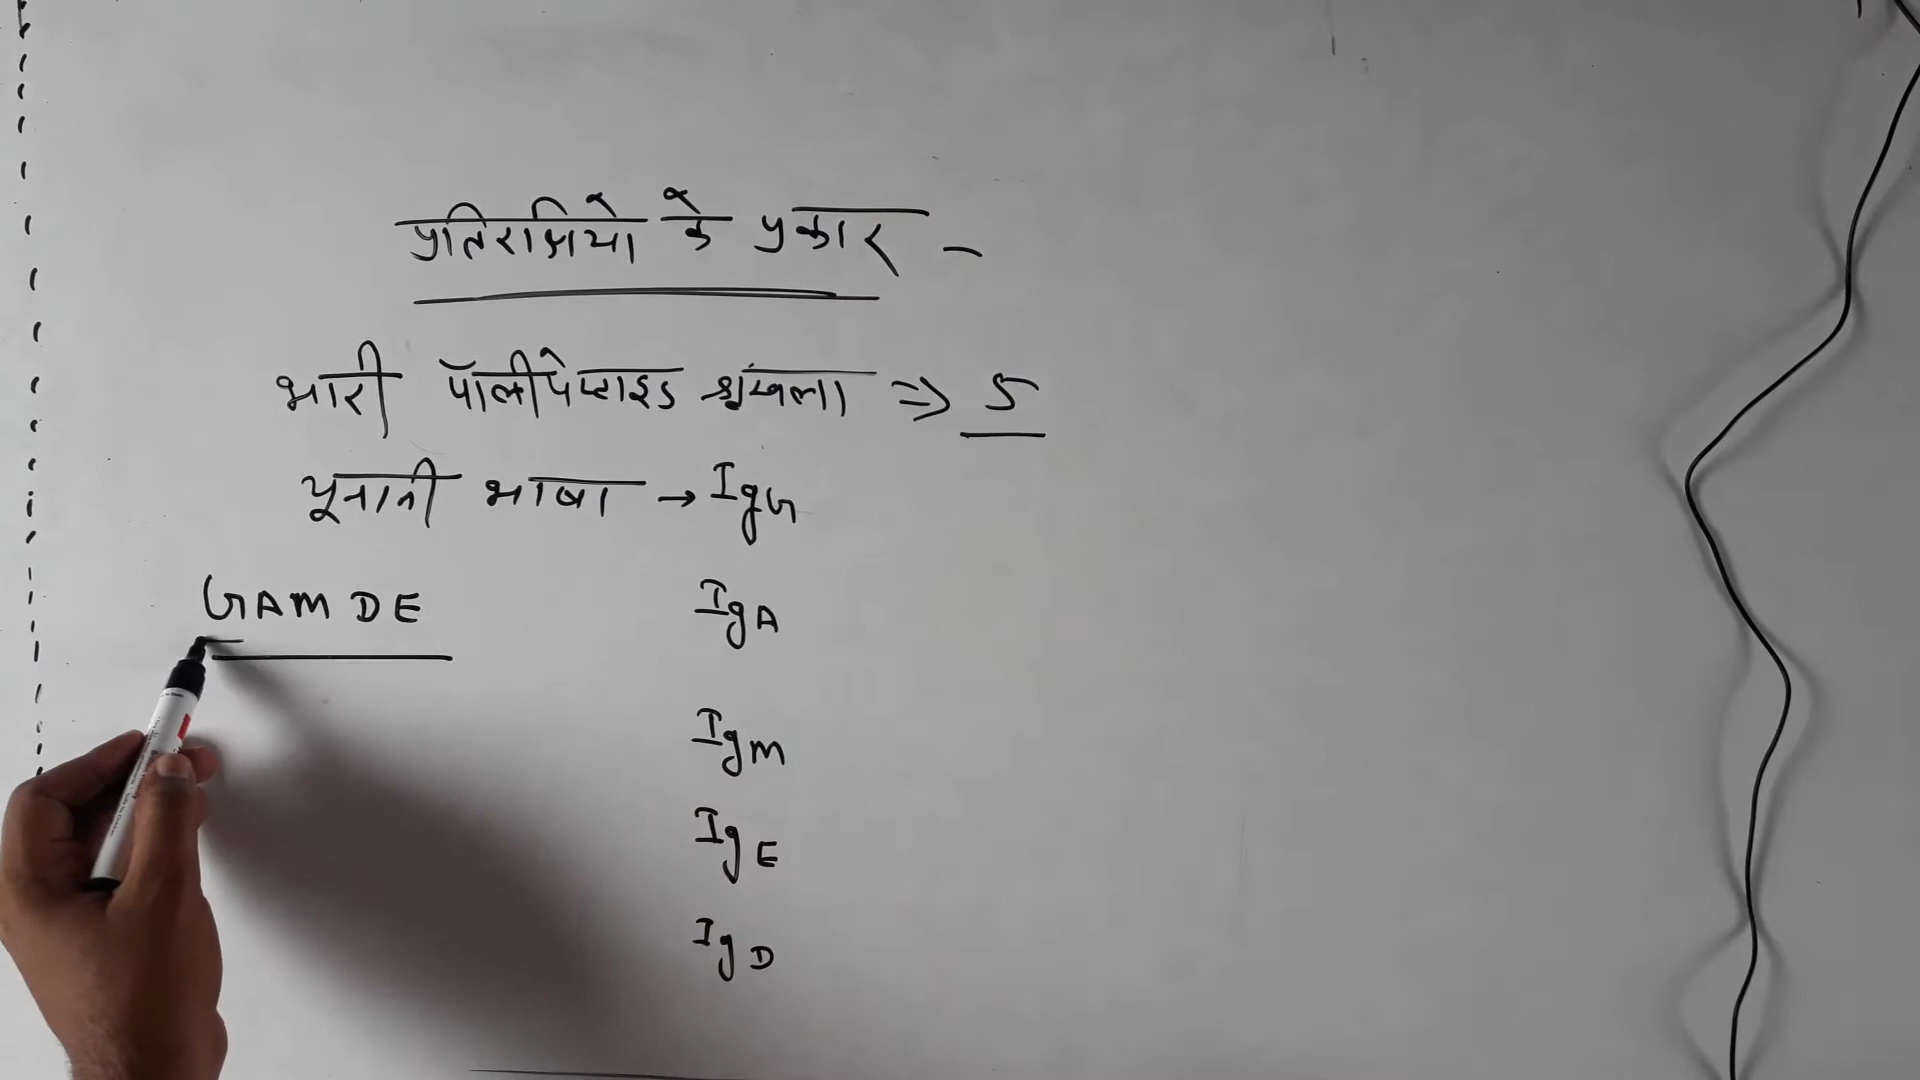 प्रतिरक्षियों के प्रकार -
भारी पॉलीपेप्टाइड श्रृंखला => 5
यूनानी भाषा → IgG
GAMDE
IgA
IgM
IgE
IgD